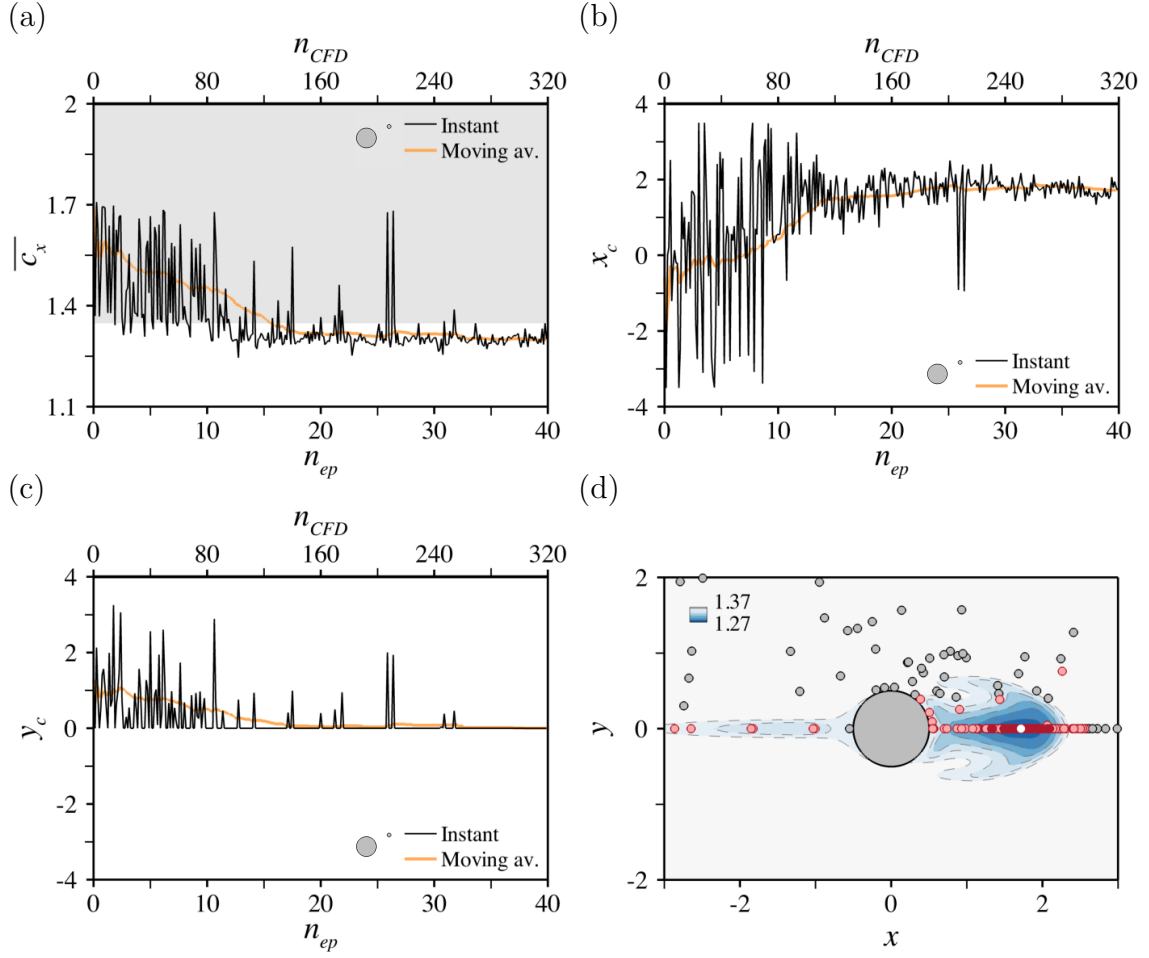 (a)
n_CFD
0 80 160 240 320
2
1.7
1.4
1.1
c_x
Instant
Moving av.
0 10 20 30 40
n_ep
(b)
n_CFD
0 80 160 240 320
4
2
0
-2
-4
x_c
Instant
Moving av.
0 10 20 30 40
n_ep
(c)
n_CFD
0 80 160 240 320
4
2
0
-2
-4
y_c
Instant
Moving av.
0 10 20 30 40
n_ep
(d)
2
0
-2
y
1.37
1.27
-2 0 2
x